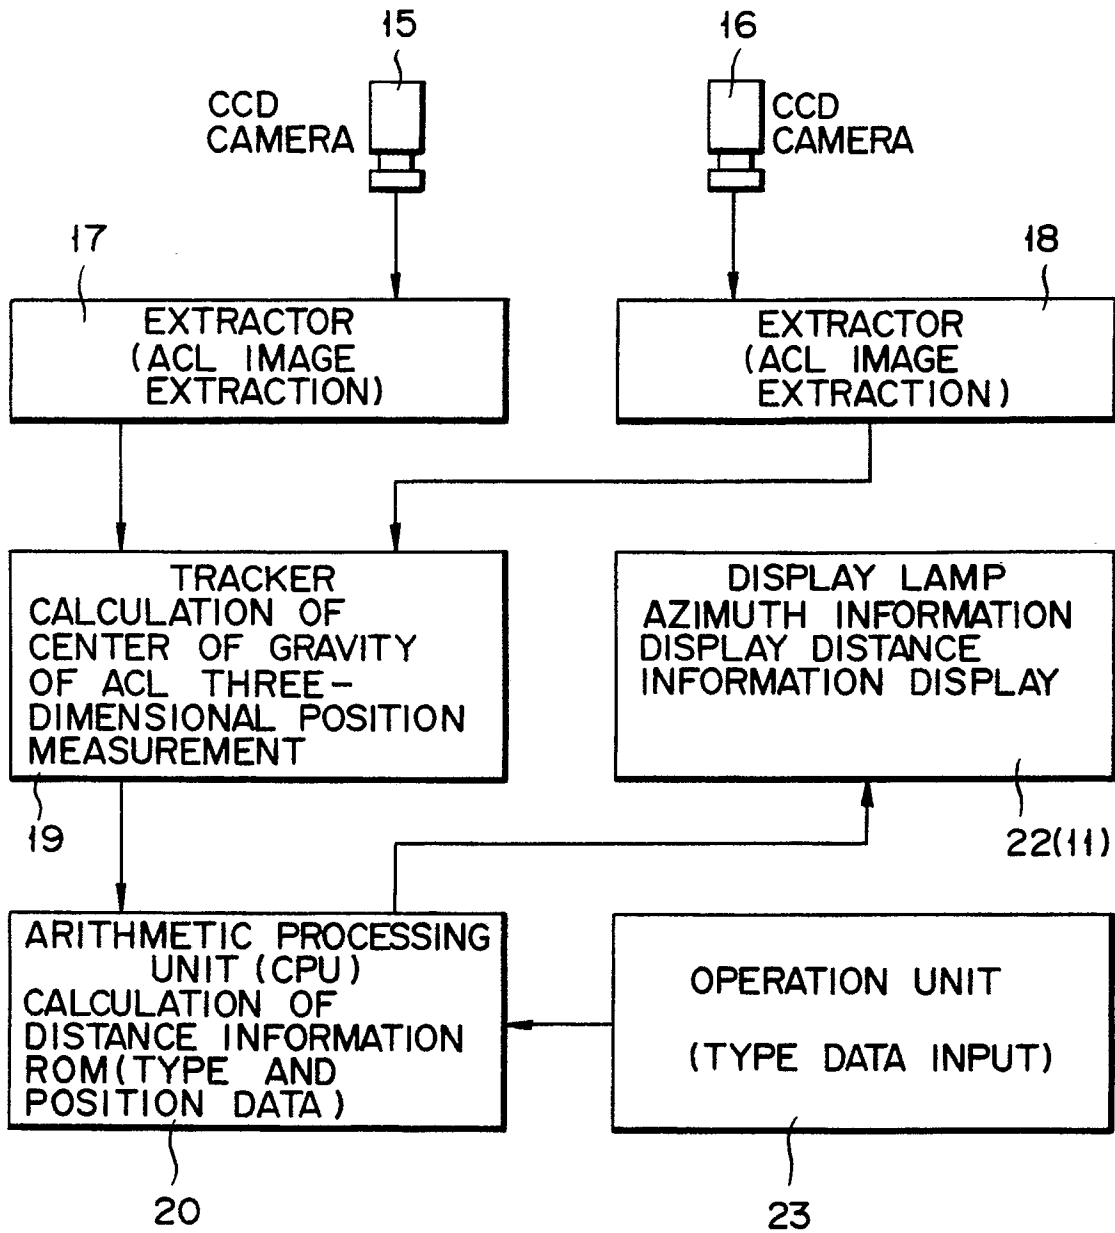 15
16
CCD
CAMERA
CCD
CAMERA
17
18
EXTRACTOR
(ACL IMAGE
EXTRACTION)
EXTRACTOR
(ACL IMAGE
EXTRACTION)
TRACKER
CALCULATION OF
CENTER OF GRAVITY
OF ACL THREE-
DIMENSIONAL POSITION
MEASUREMENT
19
DISPLAY LAMP
AZIMUTH INFORMATION
DISPLAY DISTANCE
INFORMATION DISPLAY
22(11)
ARITHMETIC PROCESSING
UNIT (CPU)
CALCULATION OF
DISTANCE INFORMATION
ROM(TYPE AND
POSITION DATA)
20
OPERATION UNIT
(TYPE DATA INPUT)
23